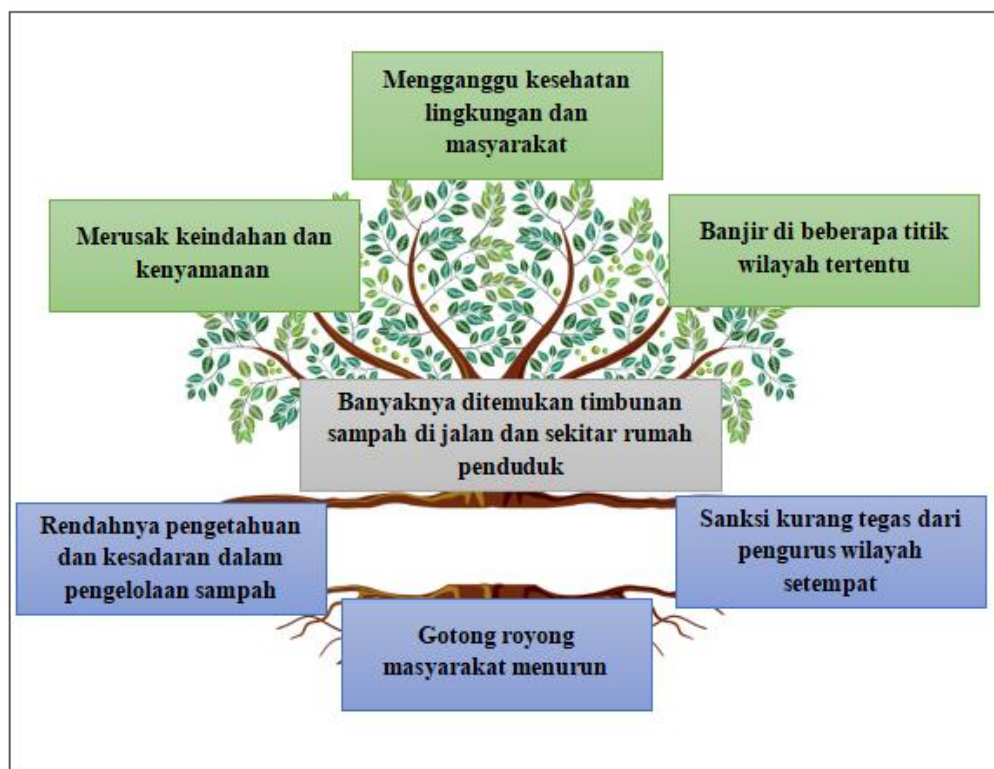 Mengganggu kesehatan
lingkungan dan
masyarakat
Merusak keindahan dan
kenyamanan
Banjir di beberapa titik
wilayah tertentu
Banyaknya ditemukan timbunan
sampah di jalan dan sekitar rumah
penduduk
Rendahnya pengetahuan
dan kesadaran dalam
pengelolaan sampah
Sanksi kurang tegas dari
pengurus wilayah
setempat
Gotong royong
masyarakat menurun